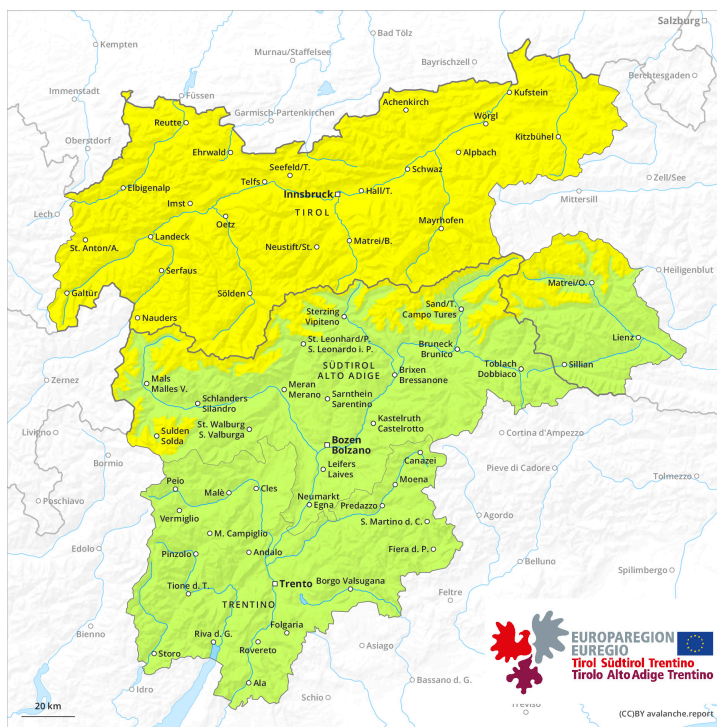 Salzburg
Kempten
Bad Tölz
Murnau/Staffelsee
Bayrischzell
Berchtesgaden
Immenstadt
Füssen
Garmisch-Partenkirchen
Achenkirch
Kufstein
Reutte
Wörgl
Oberstdorf
Kitzbühel
Ehrwald
Alpbach
Seefeld/T.
Schwaz
Zell/See
Elbigenalp
Telfs
Innsbruck
Hall/T.
Mittersill
Imst
TIROL
Lech
Oetz
Mayrhofen
St. Anton/A.
Landeck
Neustift/St.
Matrei/B.
Serfaus
Heiligenblut
Galtür
Sölden
Matrei/O.
Nauders
Sand/T.
Campo Tures
Sterzing
Vipiteno
Lienz
St. Leonhard/P.
S. Leonardo i. P.
Bruneck
Brunico
Toblach
Dobbiaco
Sillian
SÜDTIROL
ALTO ADIGE
Brixen
Bressanone
Zernez
Mals
Malles V.
Meran
Merano
Schlanders
Silandro
Sarnthein
Sarentino
Kastelruth
Castelrotto
St. Walburg
S. Valburga
Livigno
Sulden
Solda
Bozen
Bolzano
Cortina d'Ampezzo
Bormio
Canazei
Pieve di Cadore
Leifers
Laives
Tolmezzo
Poschiavo
Peio
Malè
Cles
Moena
Neumarkt
Egna
Predazzo
Vermiglio
Agordo
S. Martino d. C.
M. Campiglio
Edolo
Pinzolo
Andalo
Fiera d. P.
Belluno
Spilimbergo
Tione d. T.
Trento
Borgo Valsugana
Feltre
TRENTINO
Folgaria
Bienno
Riva d. G.
Rovereto
Asiago
Storo
Bassano d. G.
Ala
Idro
Schio
Treviso
EUROPAREGION
EUREGIO
Tirol Südtirol Trentino
Tirolo Alto Adige Trentino
20 km
(CC)BY avalanche.report